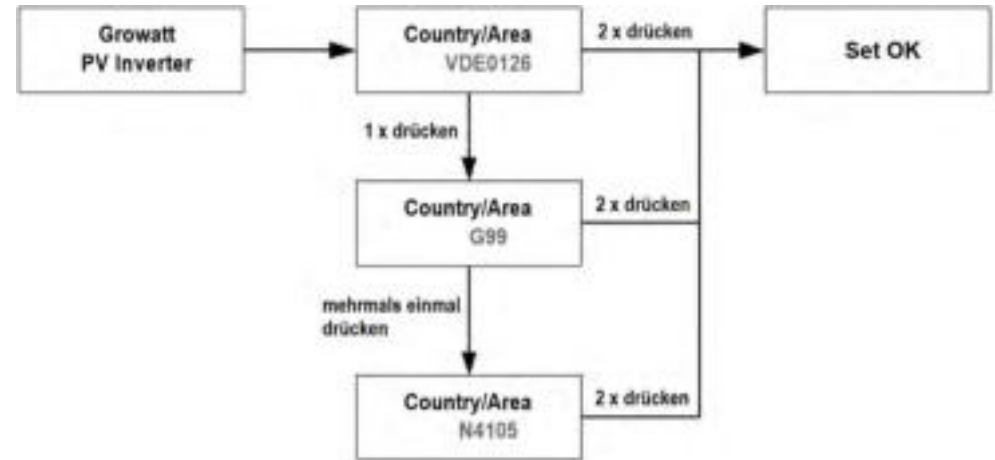 Growatt
PV Inverter
Country/Area
VDE0126
2 x drücken
Set OK
1 x drücken
Country/Area
G99
2 x drücken
mehrmals einmal
drücken
Country/Area
N4105
2 x drücken